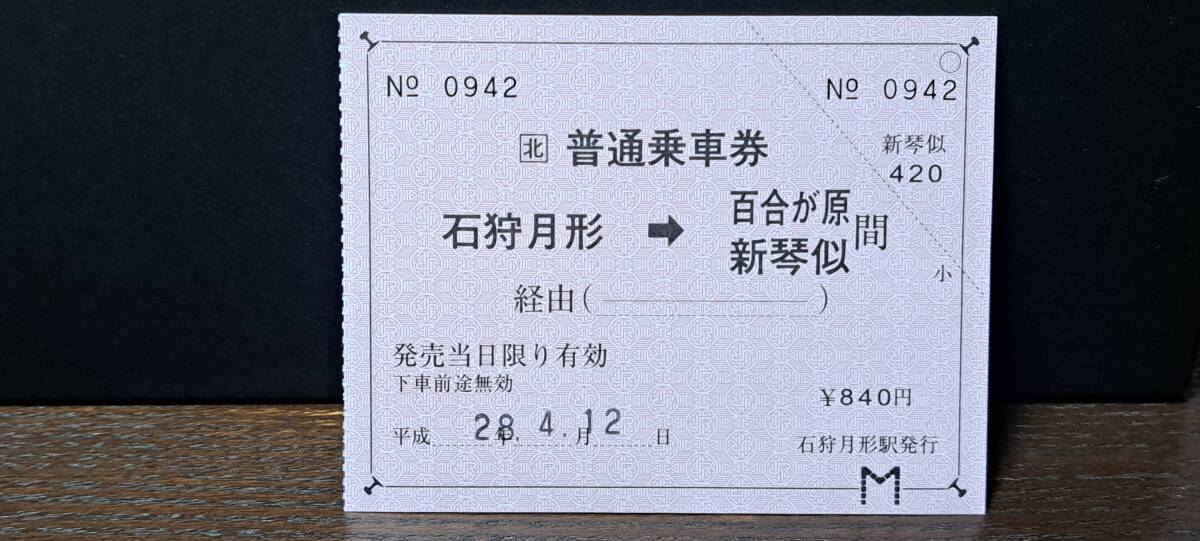 № 0942 № 0942
北 普通乗車券
新琴似
420
石狩月形 ➡ 百合が原
新琴似 間
小
経由( )
発売当日限り有効
下車前途無効
¥840円
平成 28年 4.月 12日
石狩月形駅発行
M